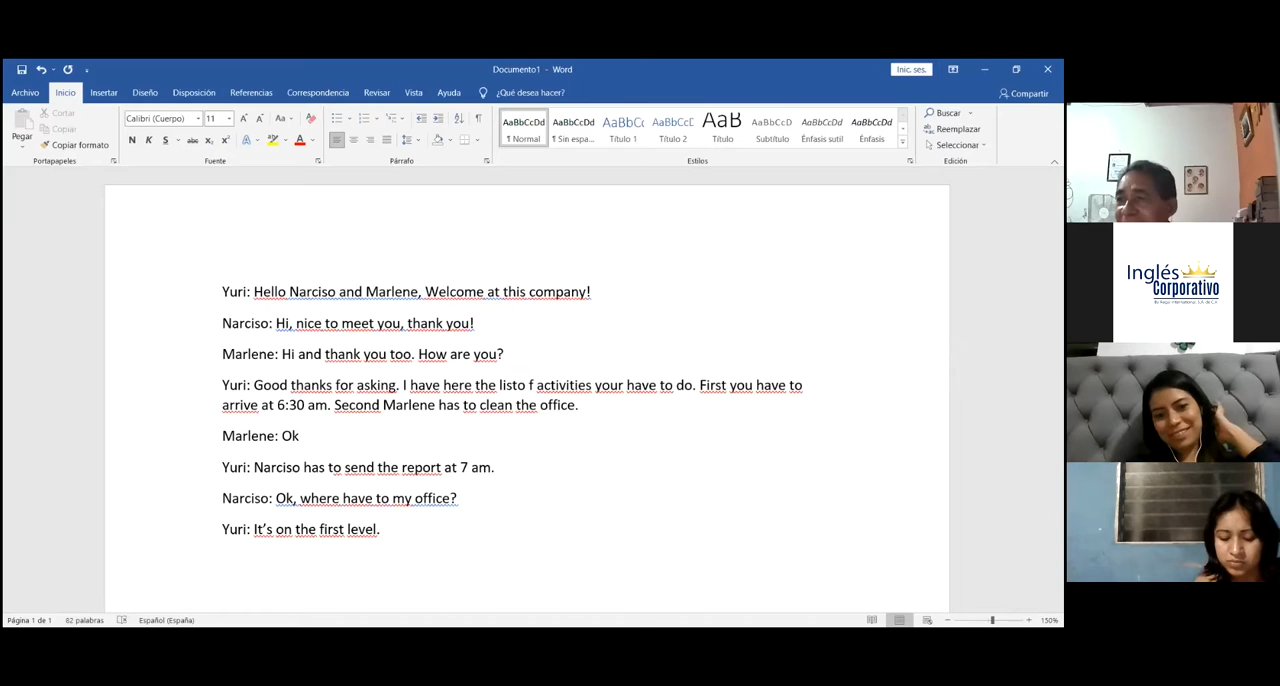 Documento1 - Word
Inic. ses.
Archivo Inicio Insertar Diseño Disposición Referencias Correspondencia Revisar Vista Ayuda ¿Qué desea hacer? Compartir
Pegar
Cortar
Copiar
Copiar formato
Portapapeles
Calibri (Cuerpo) 11
N K S abc x₂ x² A A
Fuente
Párrafo
AaBbCcDd AaBbCcDd AaBbCc AaBbCcC AaB AaBbCcD AaBbCcDd AaBbCcDd
¶ Normal ¶ Sin espa... Título 1 Título 2 Título Subtítulo Énfasis sutil Énfasis
Estilos
Buscar
Reemplazar
Seleccionar
Edición
Yuri: Hello Narciso and Marlene, Welcome at this company!
Narciso: Hi, nice to meet you, thank you!
Marlene: Hi and thank you too. How are you?
Yuri: Good thanks for asking. I have here the listo f activities your have to do. First you have to
arrive at 6:30 am. Second Marlene has to clean the office.
Marlene: Ok
Yuri: Narciso has to send the report at 7 am.
Narciso: Ok, where have to my office?
Yuri: It's on the first level.
Página 1 de 1 82 palabras Español (España) 150%
Inglés
Corporativo